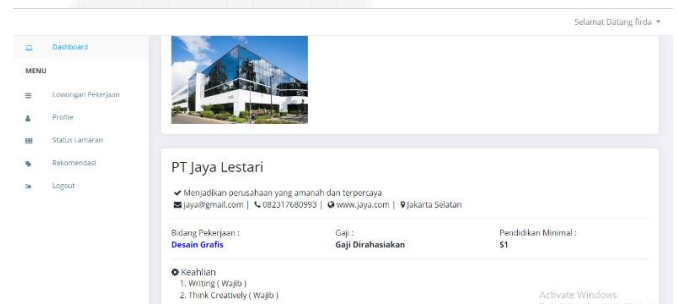 Selamat Datang firda
Dashboard
MENU
Lowongan Pekerjaan
Profile
Status Lamaran
Rekomendasi
Logout
PT Jaya Lestari
Menjadikan perusahaan yang amanah dan terpercaya
jaya@gmail.com | 082317680993 | www.jaya.com | Jakarta Selatan
Bidang Pekerjaan : Gaji : Pendidikan Minimal :
Desain Grafis Gaji Dirahasiakan S1
Keahlian
1. Writing ( Wajib )
2. Think Creatively ( Wajib )
Activate Windows